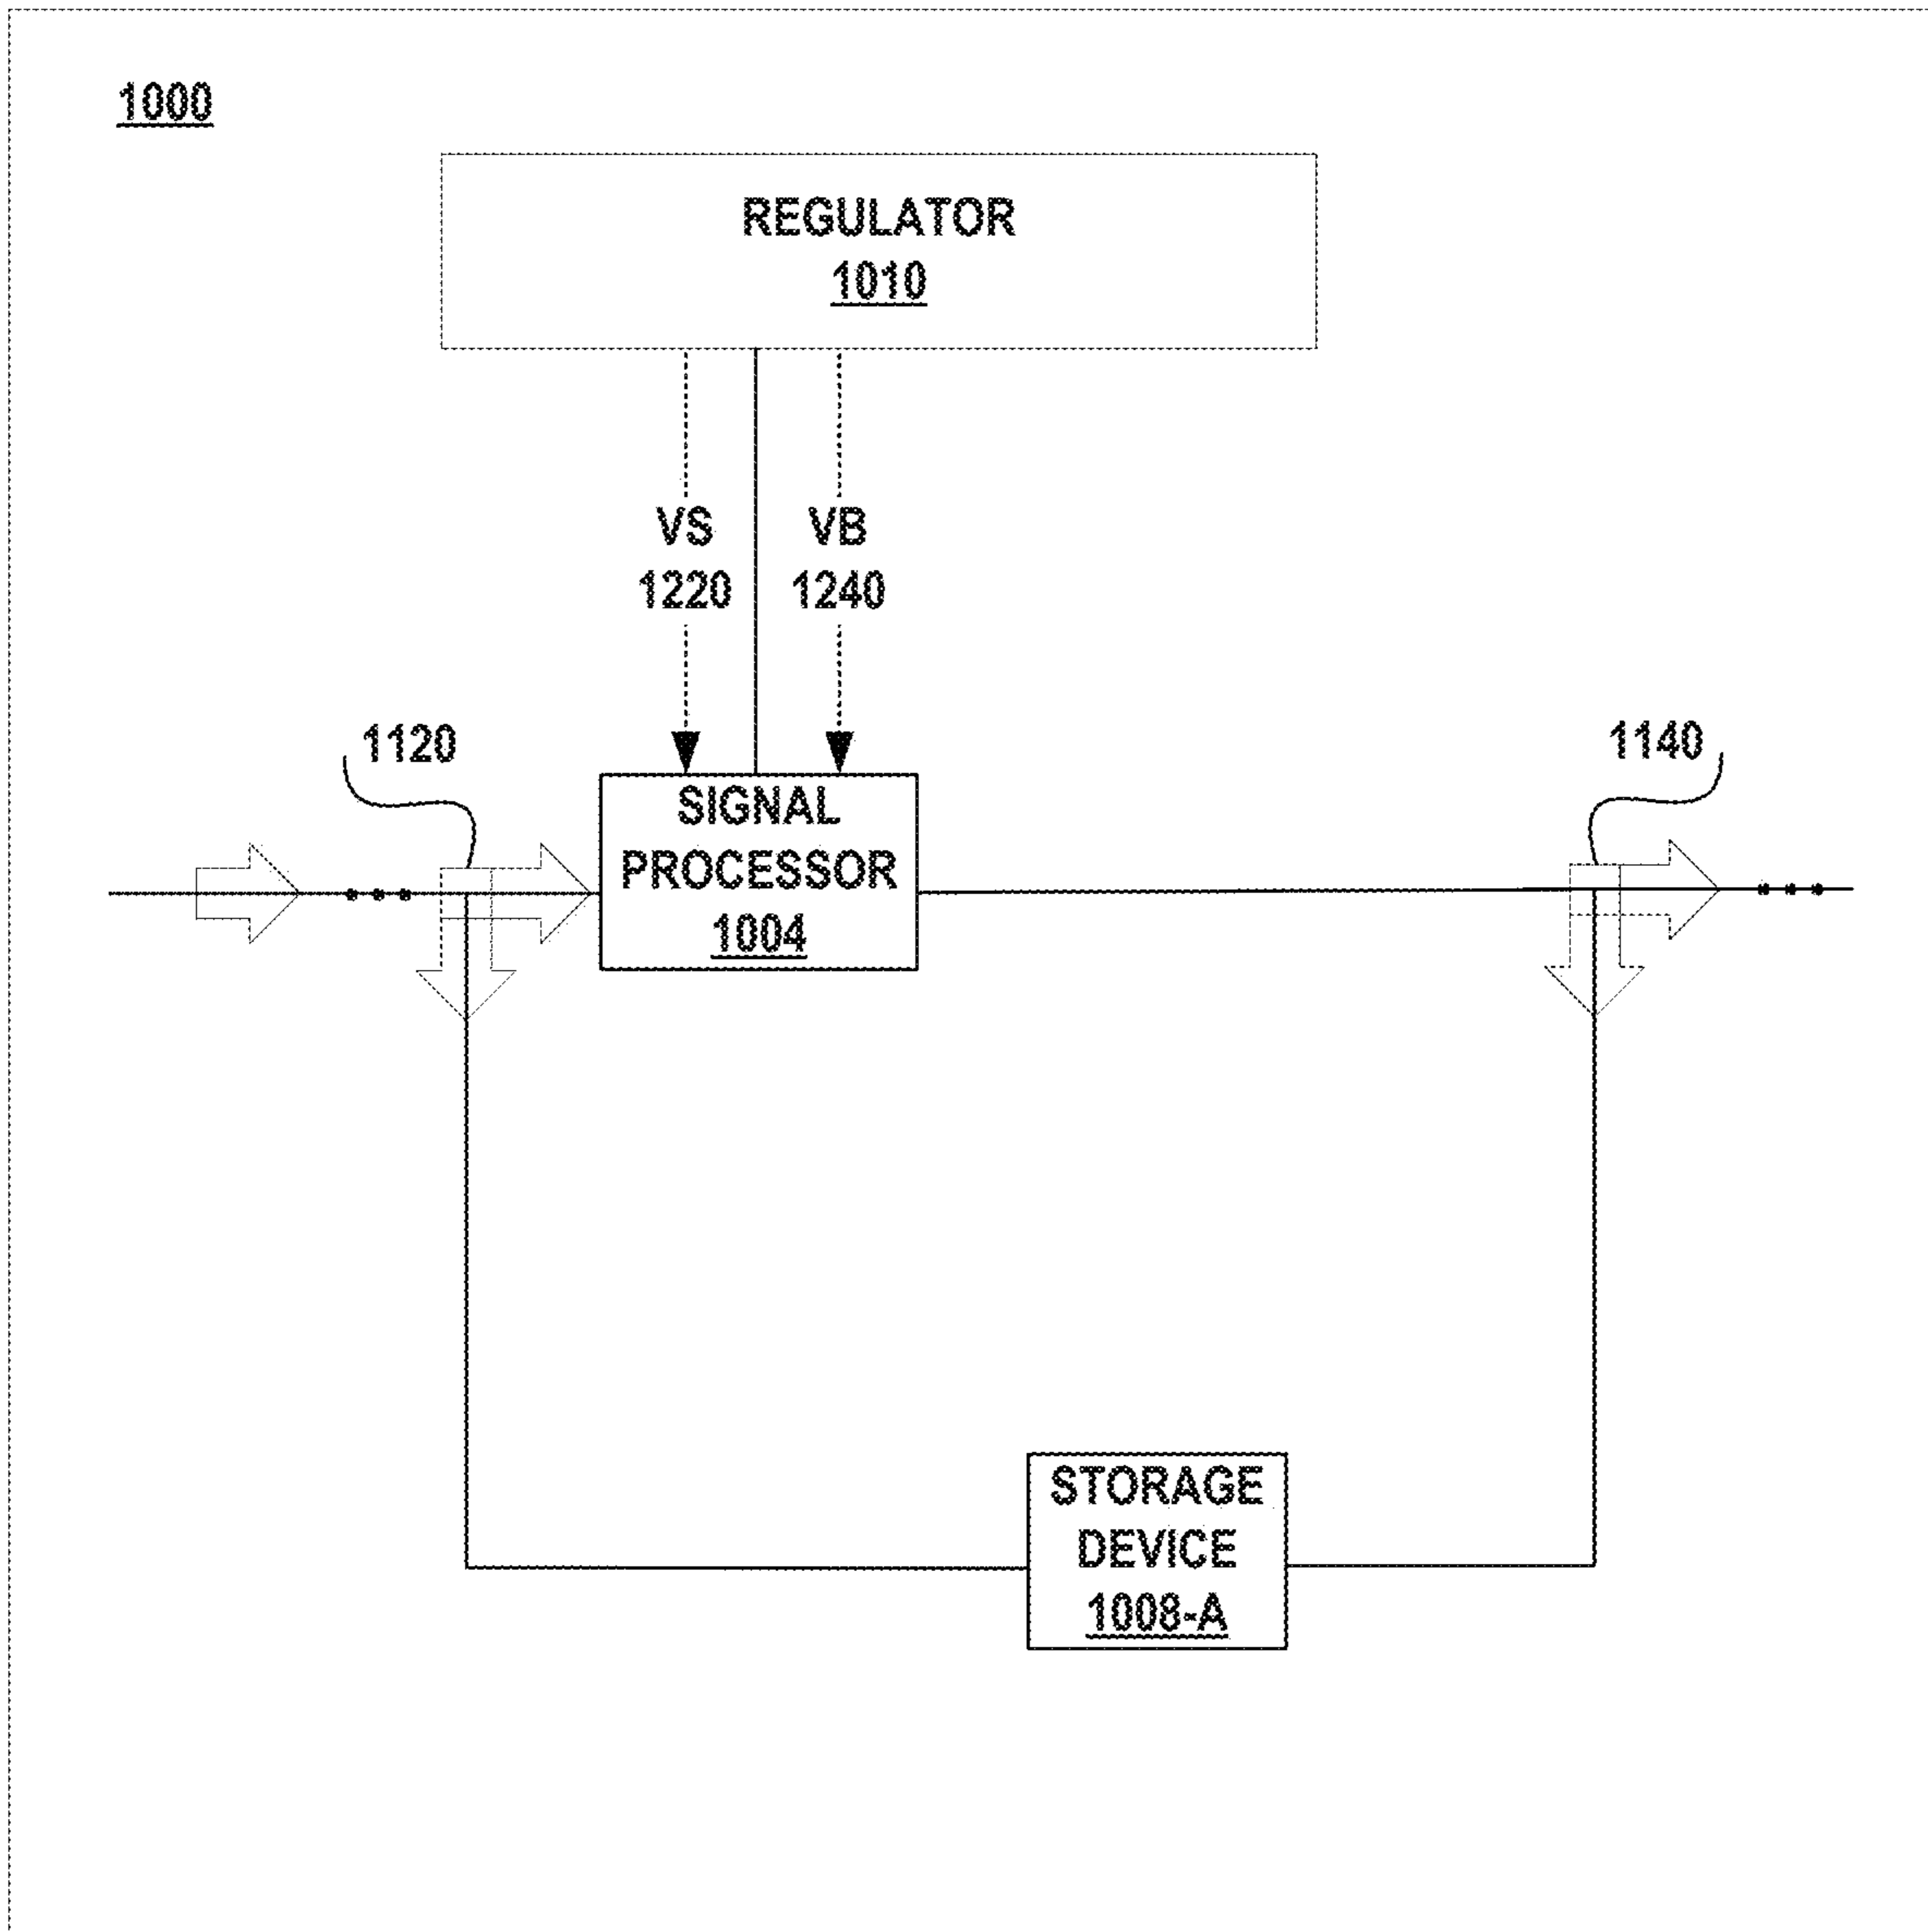 1000
REGULATOR
1010
VS
1220
VB
1240
1120
1140
SIGNAL
PROCESSOR
1004
STORAGE
DEVICE
1008-A